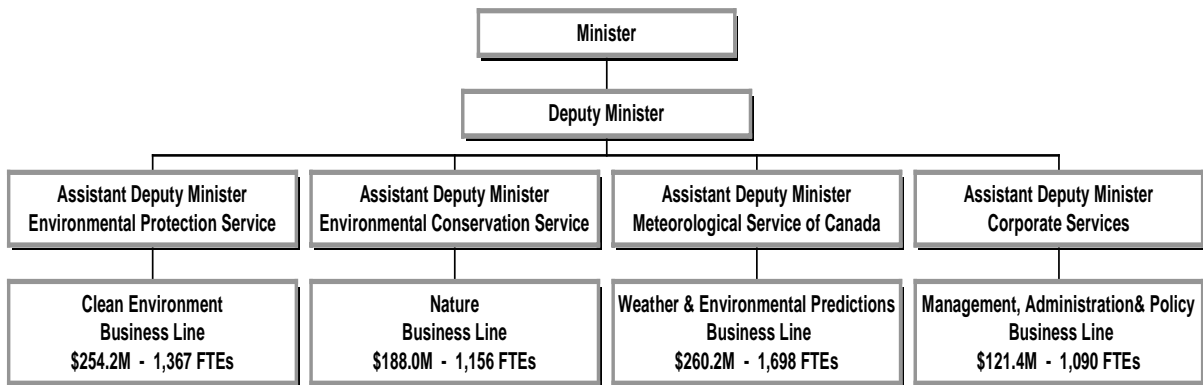 Minister
Deputy Minister
Assistant Deputy Minister
Environmental Protection Service
Assistant Deputy Minister
Environmental Conservation Service
Assistant Deputy Minister
Meteorological Service of Canada
Assistant Deputy Minister
Corporate Services
Clean Environment
Business Line
$254.2M - 1,367 FTEs
Nature
Business Line
$188.0M - 1,156 FTEs
Weather & Environmental Predictions
Business Line
$260.2M - 1,698 FTEs
Management, Administration& Policy
Business Line
$121.4M - 1,090 FTEs